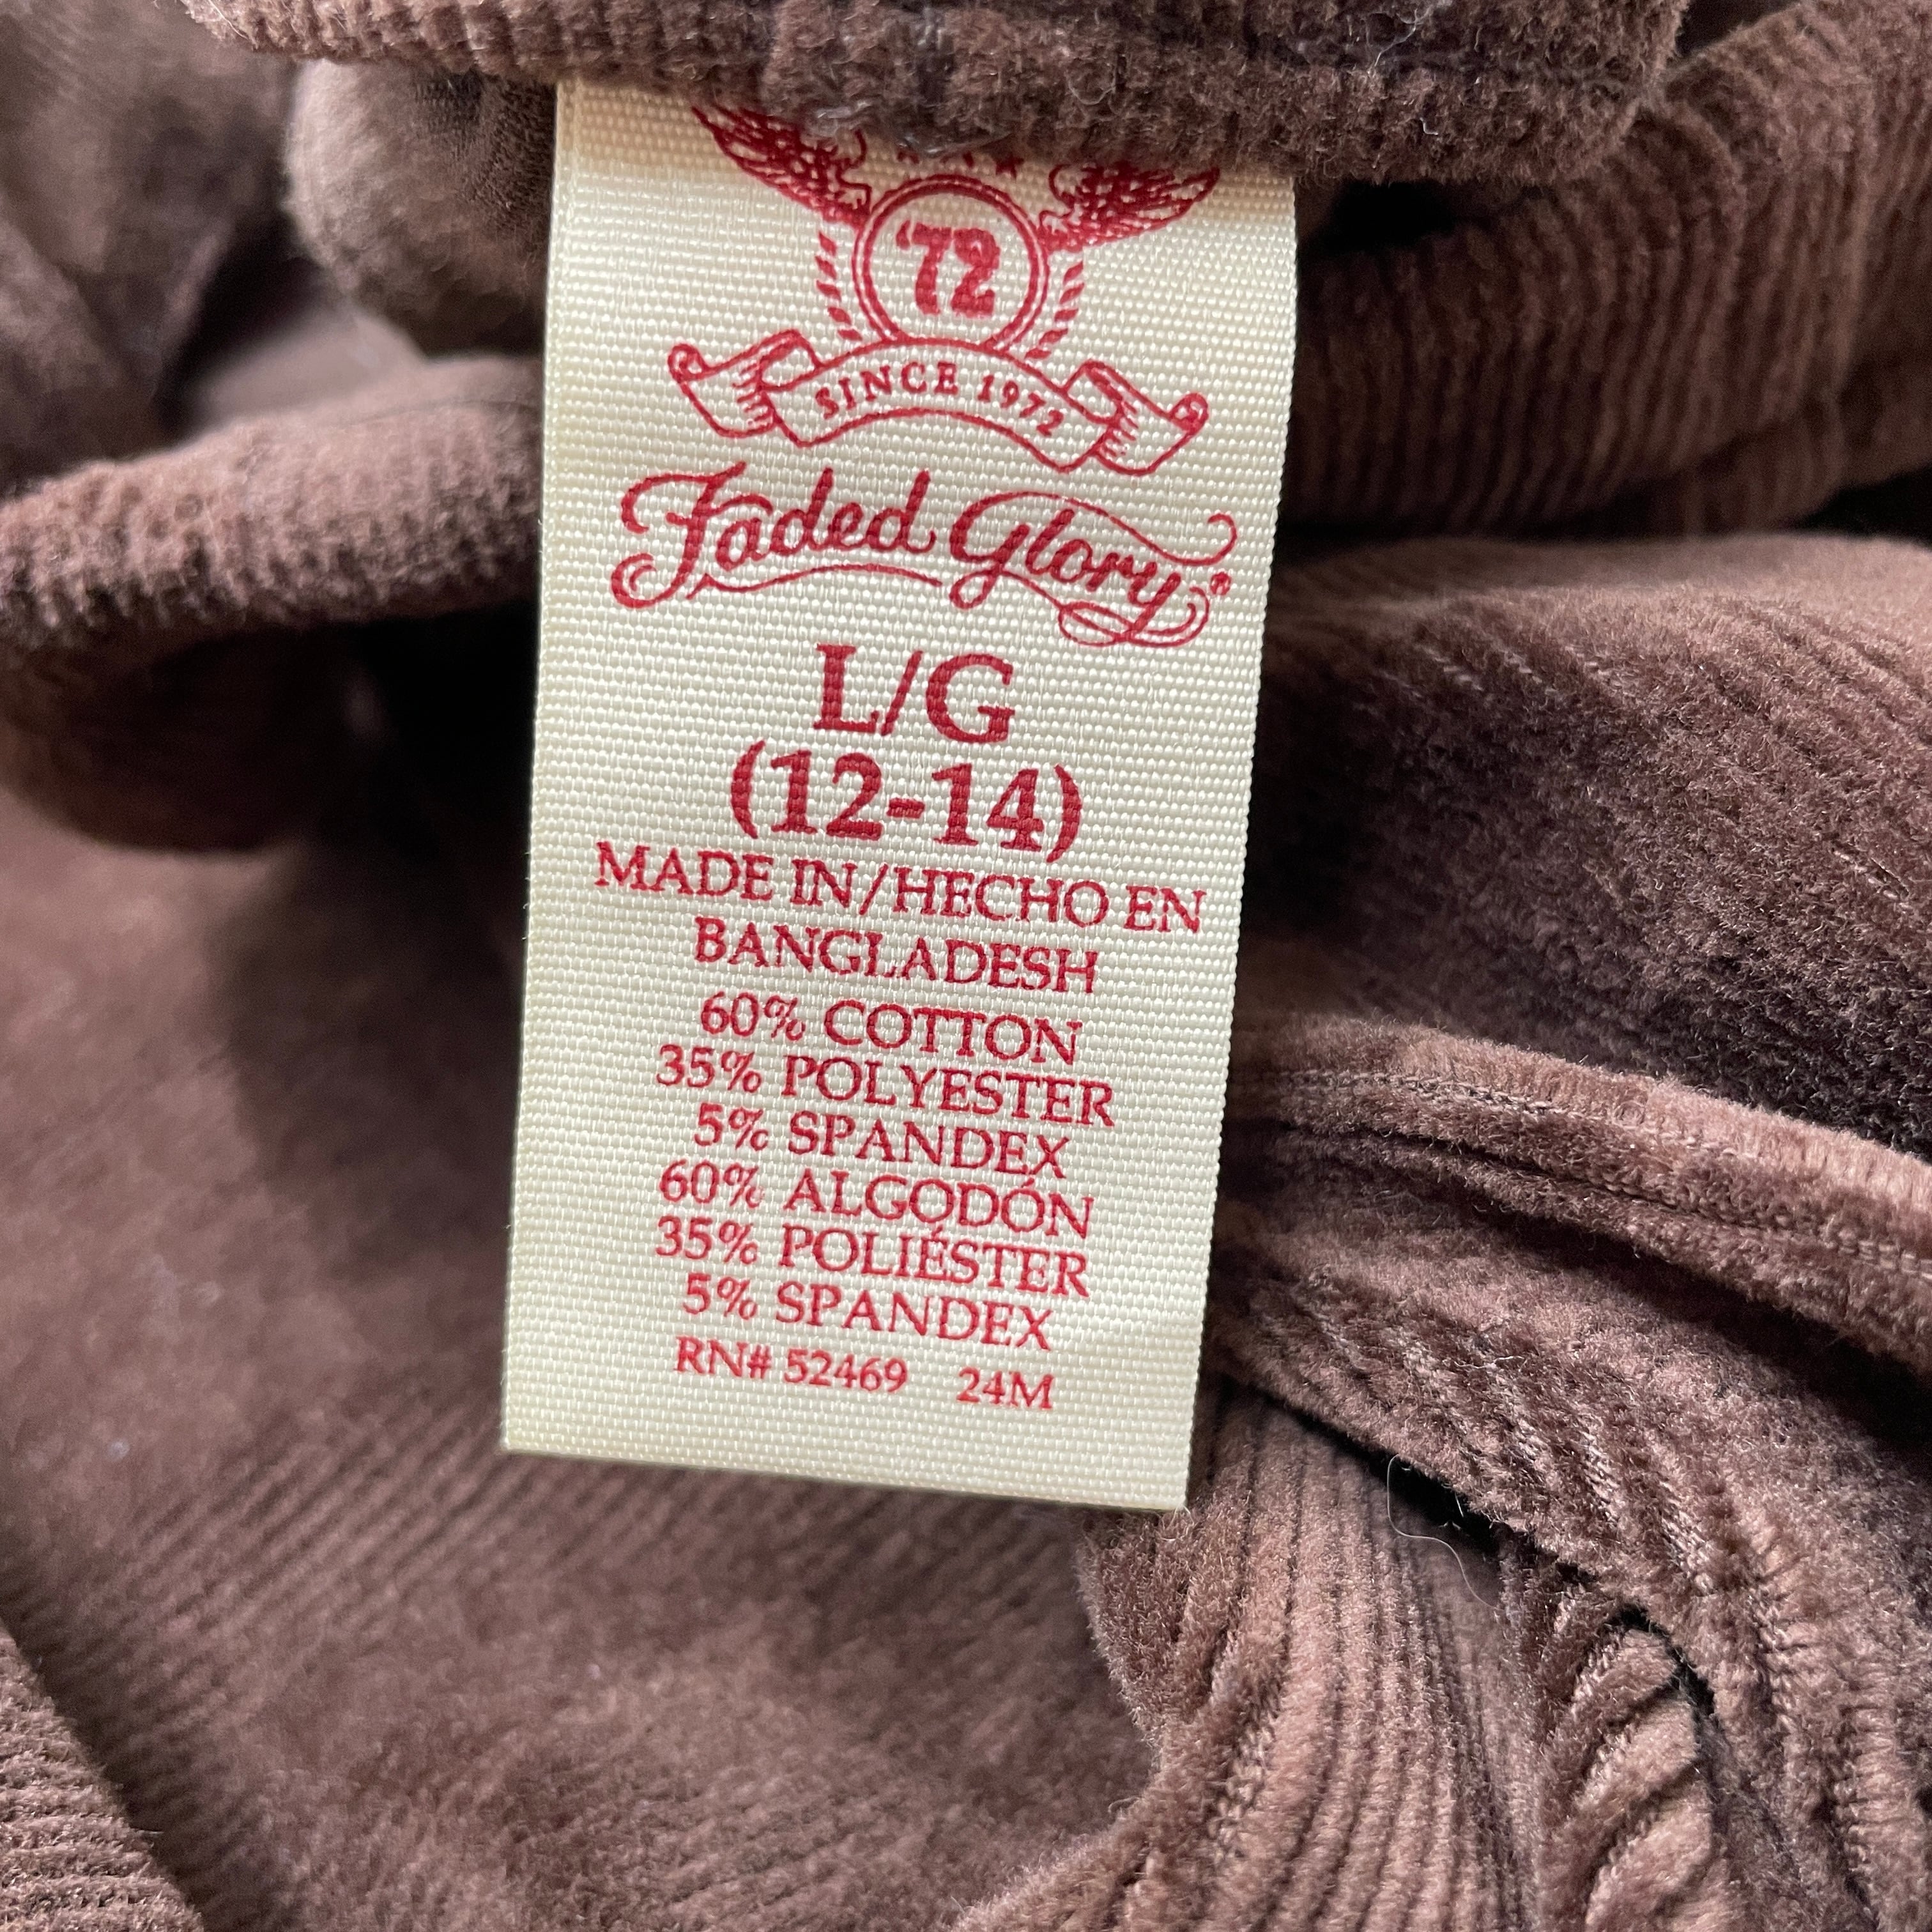 '72
SINCE 1972
Faded Glory®
L/G
(12-14)
MADE IN/HECHO EN
BANGLADESH
60% COTTON
35% POLYESTER
5% SPANDEX
60% ALGODÓN
35% POLIÉSTER
5% SPANDEX
RN# 52469 24M